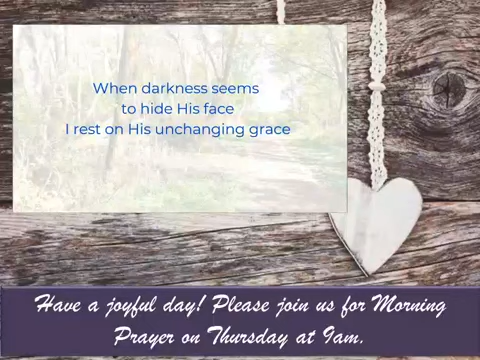 When darkness seems
to hide His face
I rest on His unchanging grace
Have a joyful day! Please join us for Morning
Prayer on Thursday at 9am.